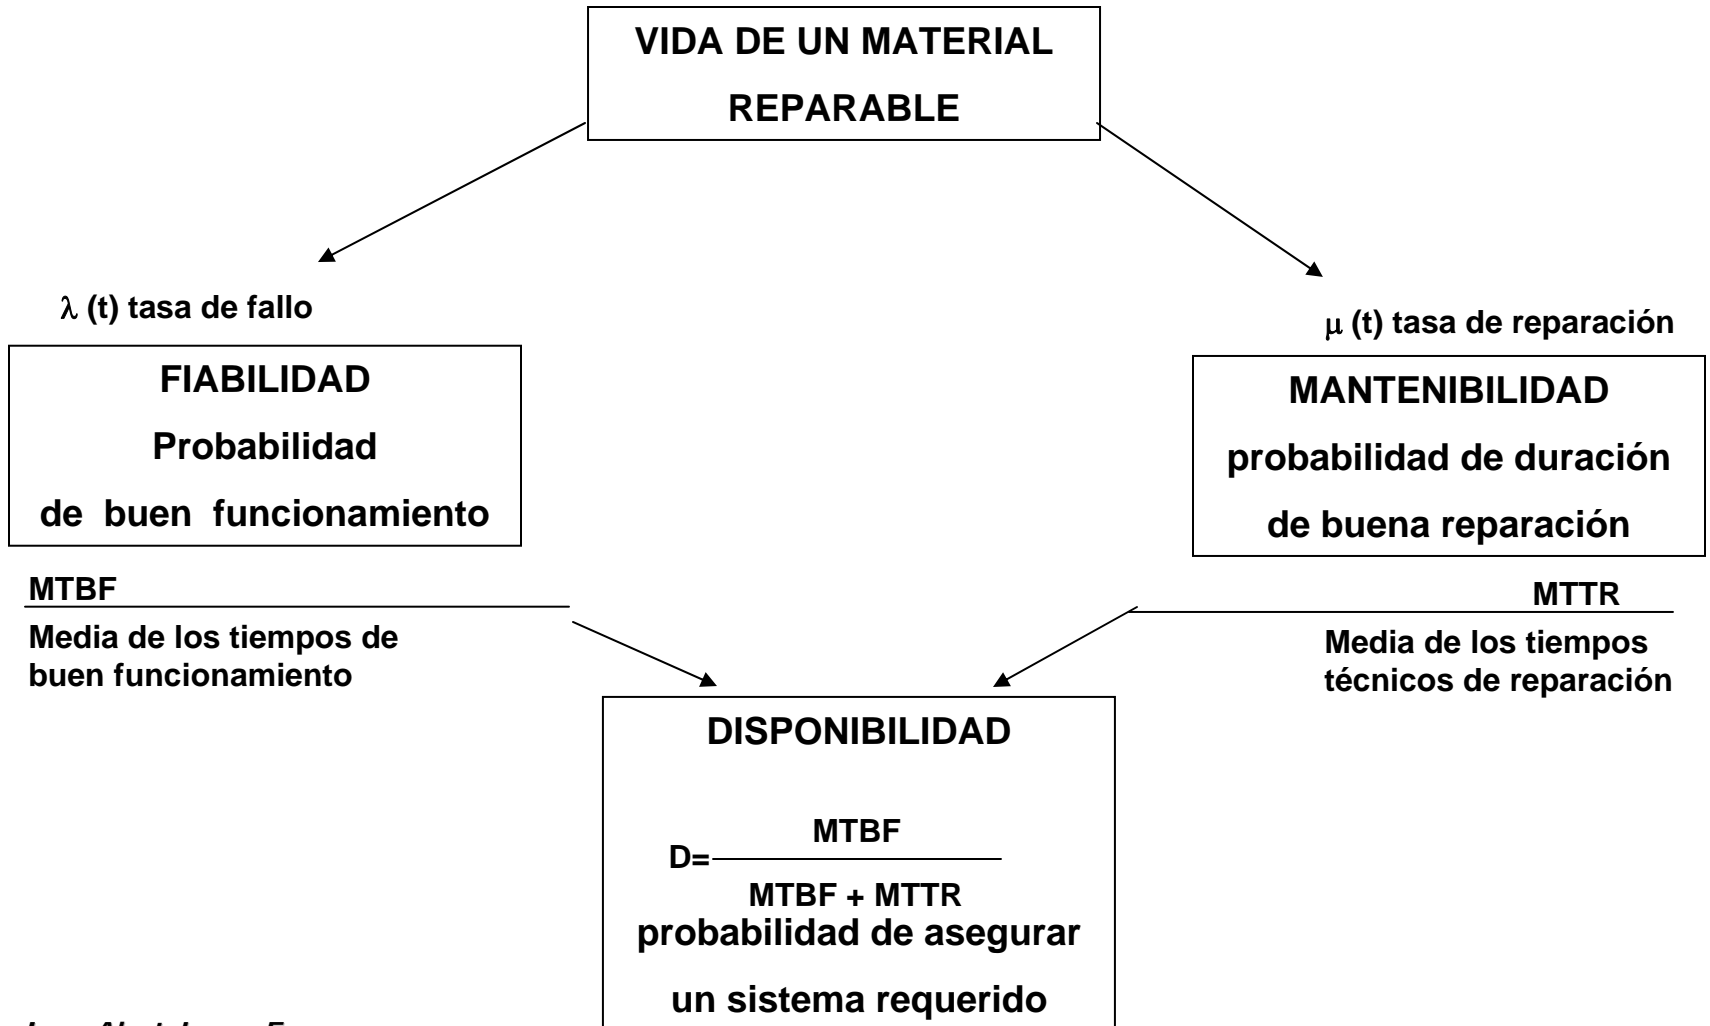 VIDA DE UN MATERIAL
REPARABLE
λ (t) tasa de fallo
μ (t) tasa de reparación
FIABILIDAD
Probabilidad
de buen funcionamiento
MANTENIBILIDAD
probabilidad de duración
de buena reparación
MTBF
Media de los tiempos de
buen funcionamiento
MTTR
Media de los tiempos
técnicos de reparación
DISPONIBILIDAD
MTBF
D=
MTBF + MTTR
probabilidad de asegurar
un sistema requerido